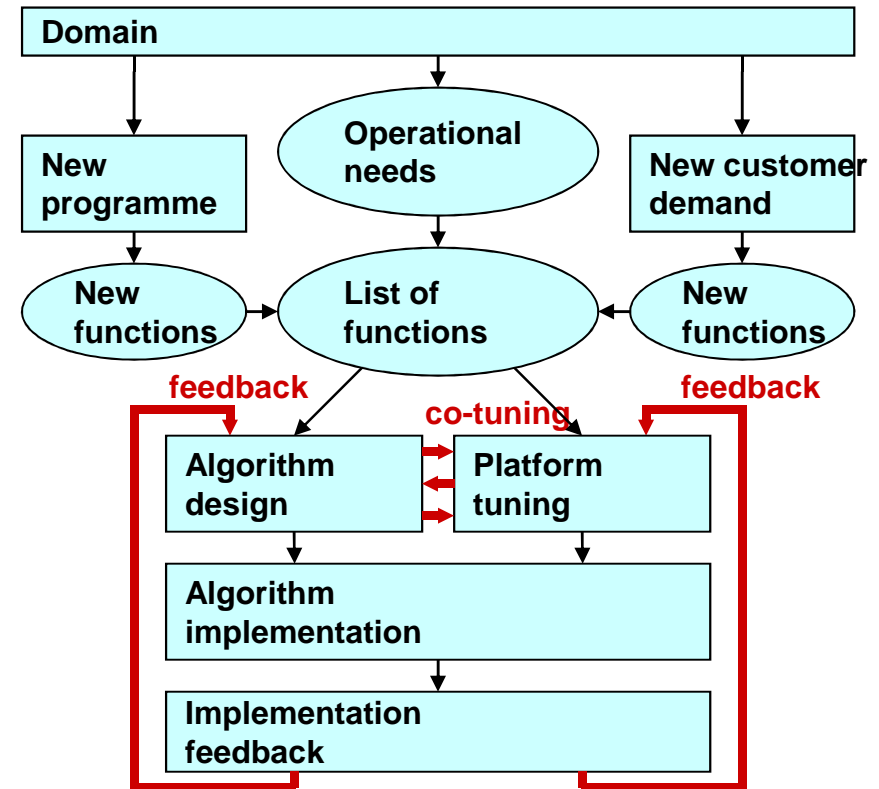 Domain
Operational
needs
New
programme
New customer
demand
New
functions
List of
functions
New
functions
feedback
feedback
co-tuning
Algorithm
design
Platform
tuning
Algorithm
implementation
Implementation
feedback